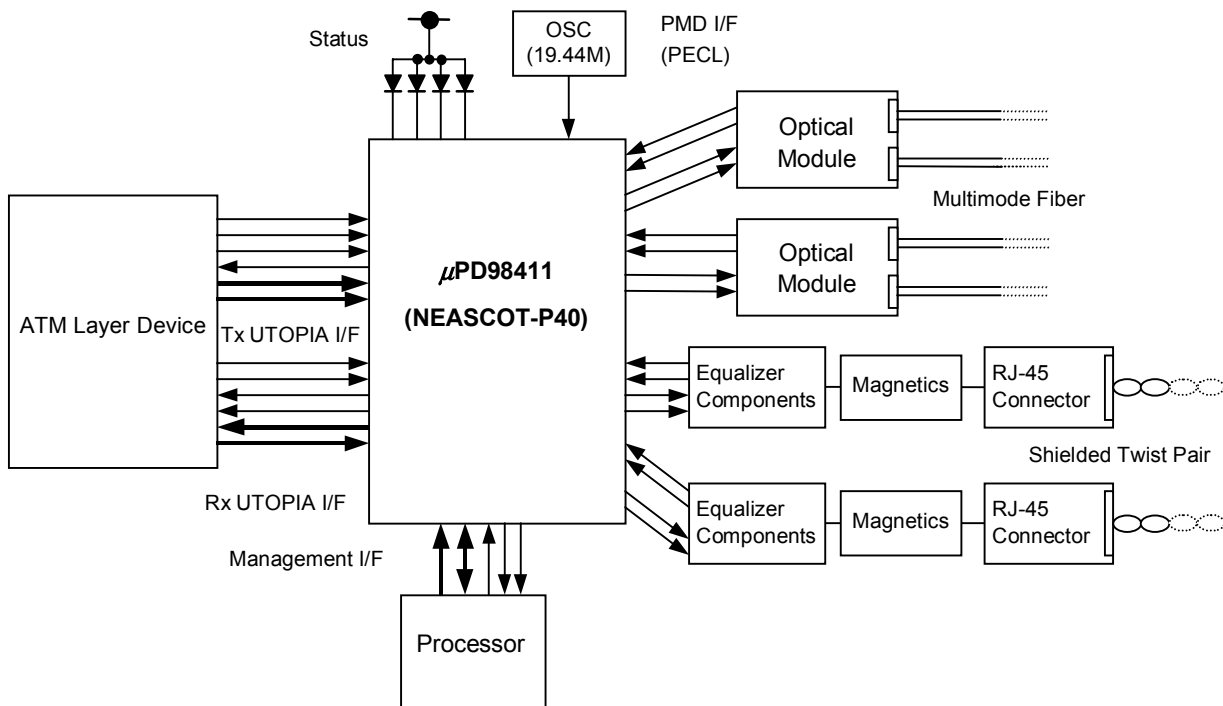 Status
OSC
(19.44M)
PMD I/F
(PECL)
Optical
Module
Multimode Fiber
Optical
Module
ATM Layer Device
μPD98411
(NEASCOT-P40)
Tx UTOPIA I/F
Equalizer
Components
Magnetics
RJ-45
Connector
Shielded Twist Pair
Rx UTOPIA I/F
Equalizer
Components
Magnetics
RJ-45
Connector
Management I/F
Processor